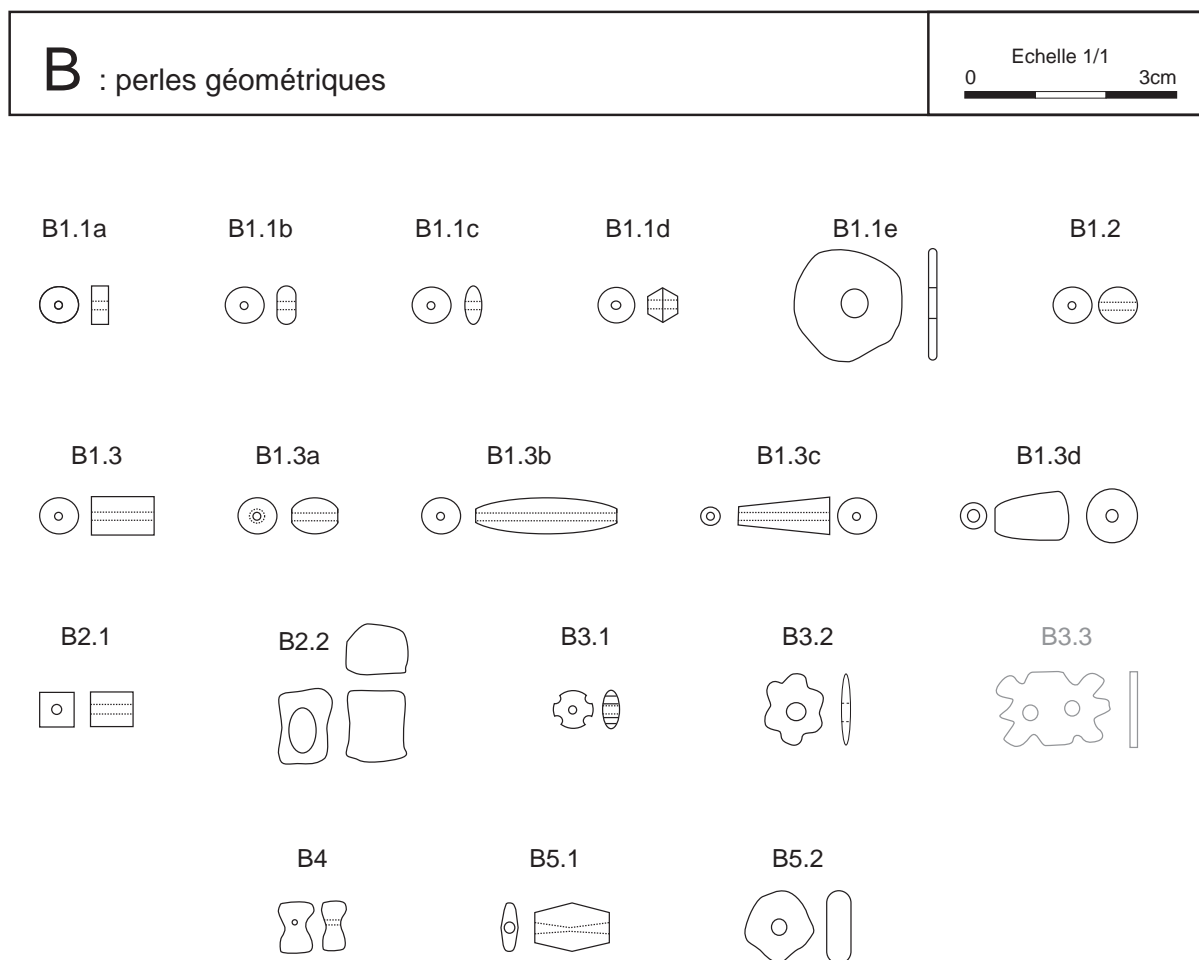 B : perles géométriques
Echelle 1/1
0 3cm
B1.1a B1.1b B1.1c B1.1d B1.1e B1.2
B1.3 B1.3a B1.3b B1.3c B1.3d
B2.1 B2.2 B3.1 B3.2 B3.3
B4 B5.1 B5.2